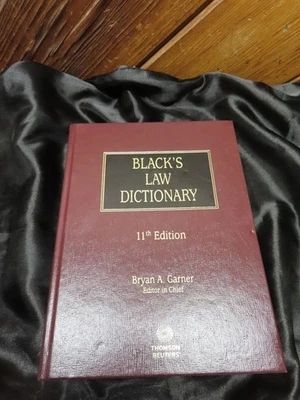 BLACK'S
LAW
DICTIONARY
11th Edition
Bryan A. Garner
Editor in Chief
THOMSON
REUTERS